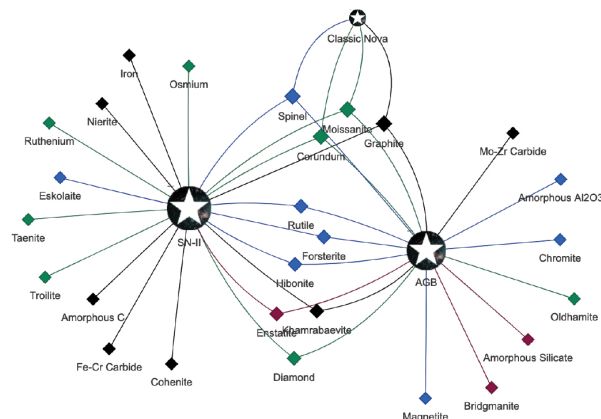 Classic Nova
Iron
Osmium
Nierite
Spinel
Moissanite
Ruthenium
Graphite
Corundum
Mo-Zr Carbide
Eskolaite
Amorphous Al2O3
Taenite
Rutile
SN-II
Forsterite
Chromite
Troilite
Hibonite
AGB
Amorphous C
Enstatite
Khamrabaevite
Oldhamite
Fe-Cr Carbide
Cohenite
Diamond
Amorphous Silicate
Bridgmanite
Magnetite